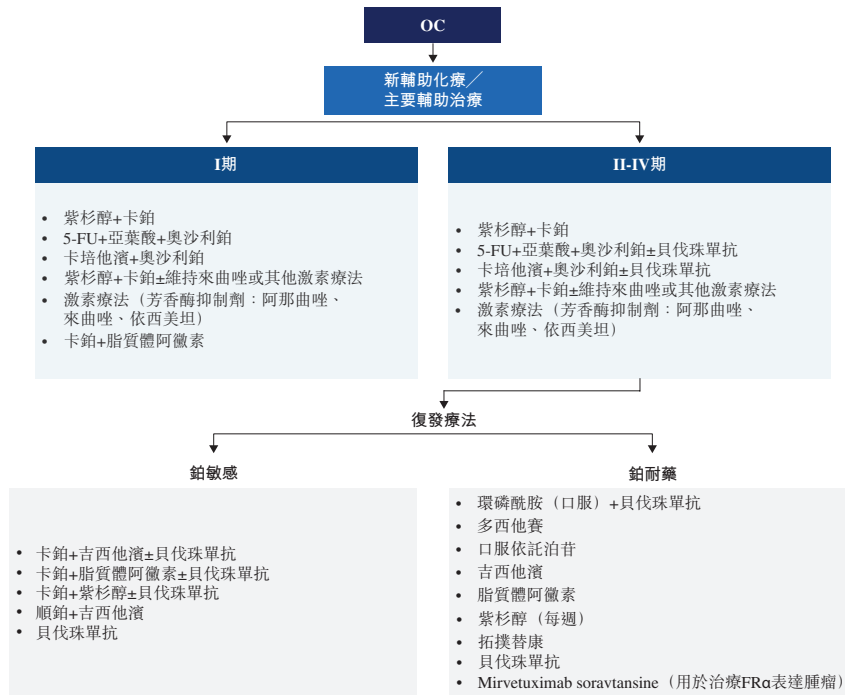 OC
新輔助化療／
主要輔助治療
I期
• 紫杉醇+卡鉑
• 5-FU+亞葉酸+奧沙利鉑
• 卡培他濱+奧沙利鉑
• 紫杉醇+卡鉑±維持來曲唑或其他激素療法
• 激素療法（芳香酶抑制劑：阿那曲唑、
來曲唑、依西美坦）
• 卡鉑+脂質體阿黴素
II-IV期
• 紫杉醇+卡鉑
• 5-FU+亞葉酸+奧沙利鉑±貝伐珠單抗
• 卡培他濱+奧沙利鉑±貝伐珠單抗
• 紫杉醇+卡鉑±維持來曲唑或其他激素療法
• 激素療法（芳香酶抑制劑：阿那曲唑、
來曲唑、依西美坦）
復發療法
鉑敏感
• 卡鉑+吉西他濱±貝伐珠單抗
• 卡鉑+脂質體阿黴素±貝伐珠單抗
• 卡鉑+紫杉醇±貝伐珠單抗
• 順鉑+吉西他濱
• 貝伐珠單抗
鉑耐藥
• 環磷酰胺（口服）+貝伐珠單抗
• 多西他賽
• 口服依託泊苷
• 吉西他濱
• 脂質體阿黴素
• 紫杉醇（每週）
• 拓撲替康
• 貝伐珠單抗
• Mirvetuximab soravtansine（用於治療FRα表達腫瘤）